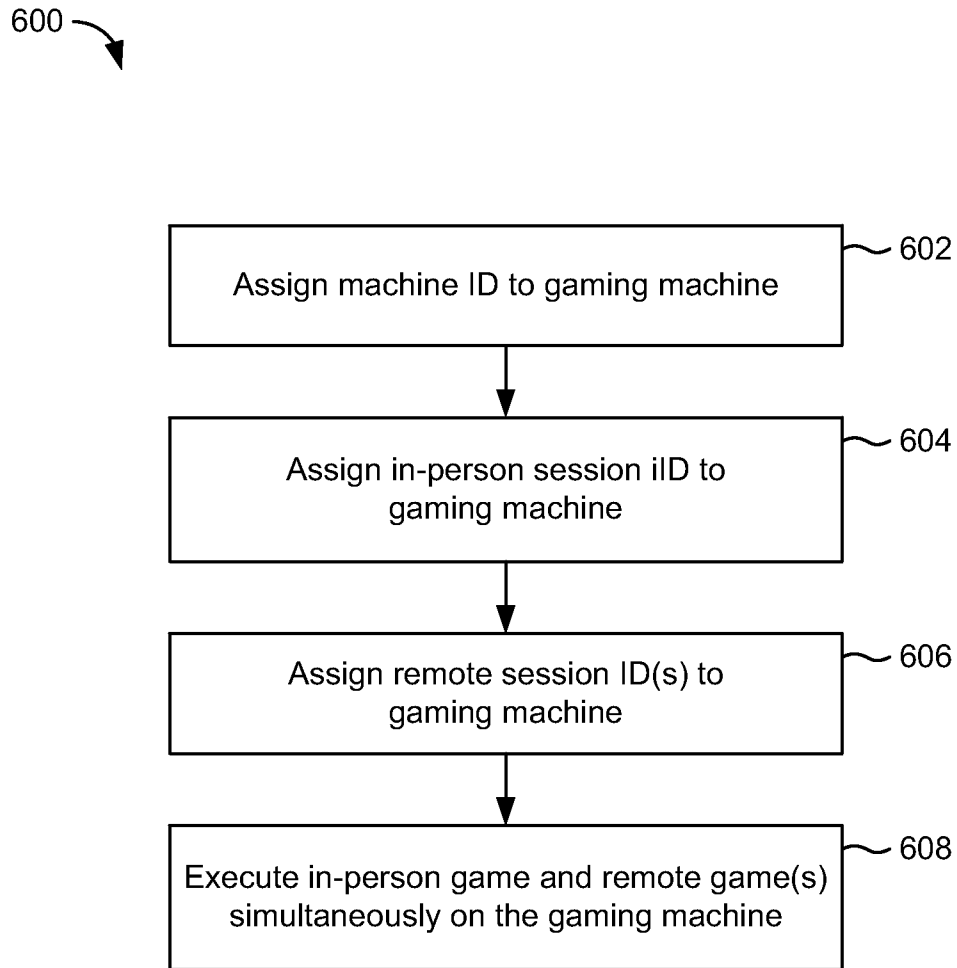 600
Assign machine ID to gaming machine
602
Assign in-person session iID to
gaming machine
604
Assign remote session ID(s) to
gaming machine
606
Execute in-person game and remote game(s)
simultaneously on the gaming machine
608